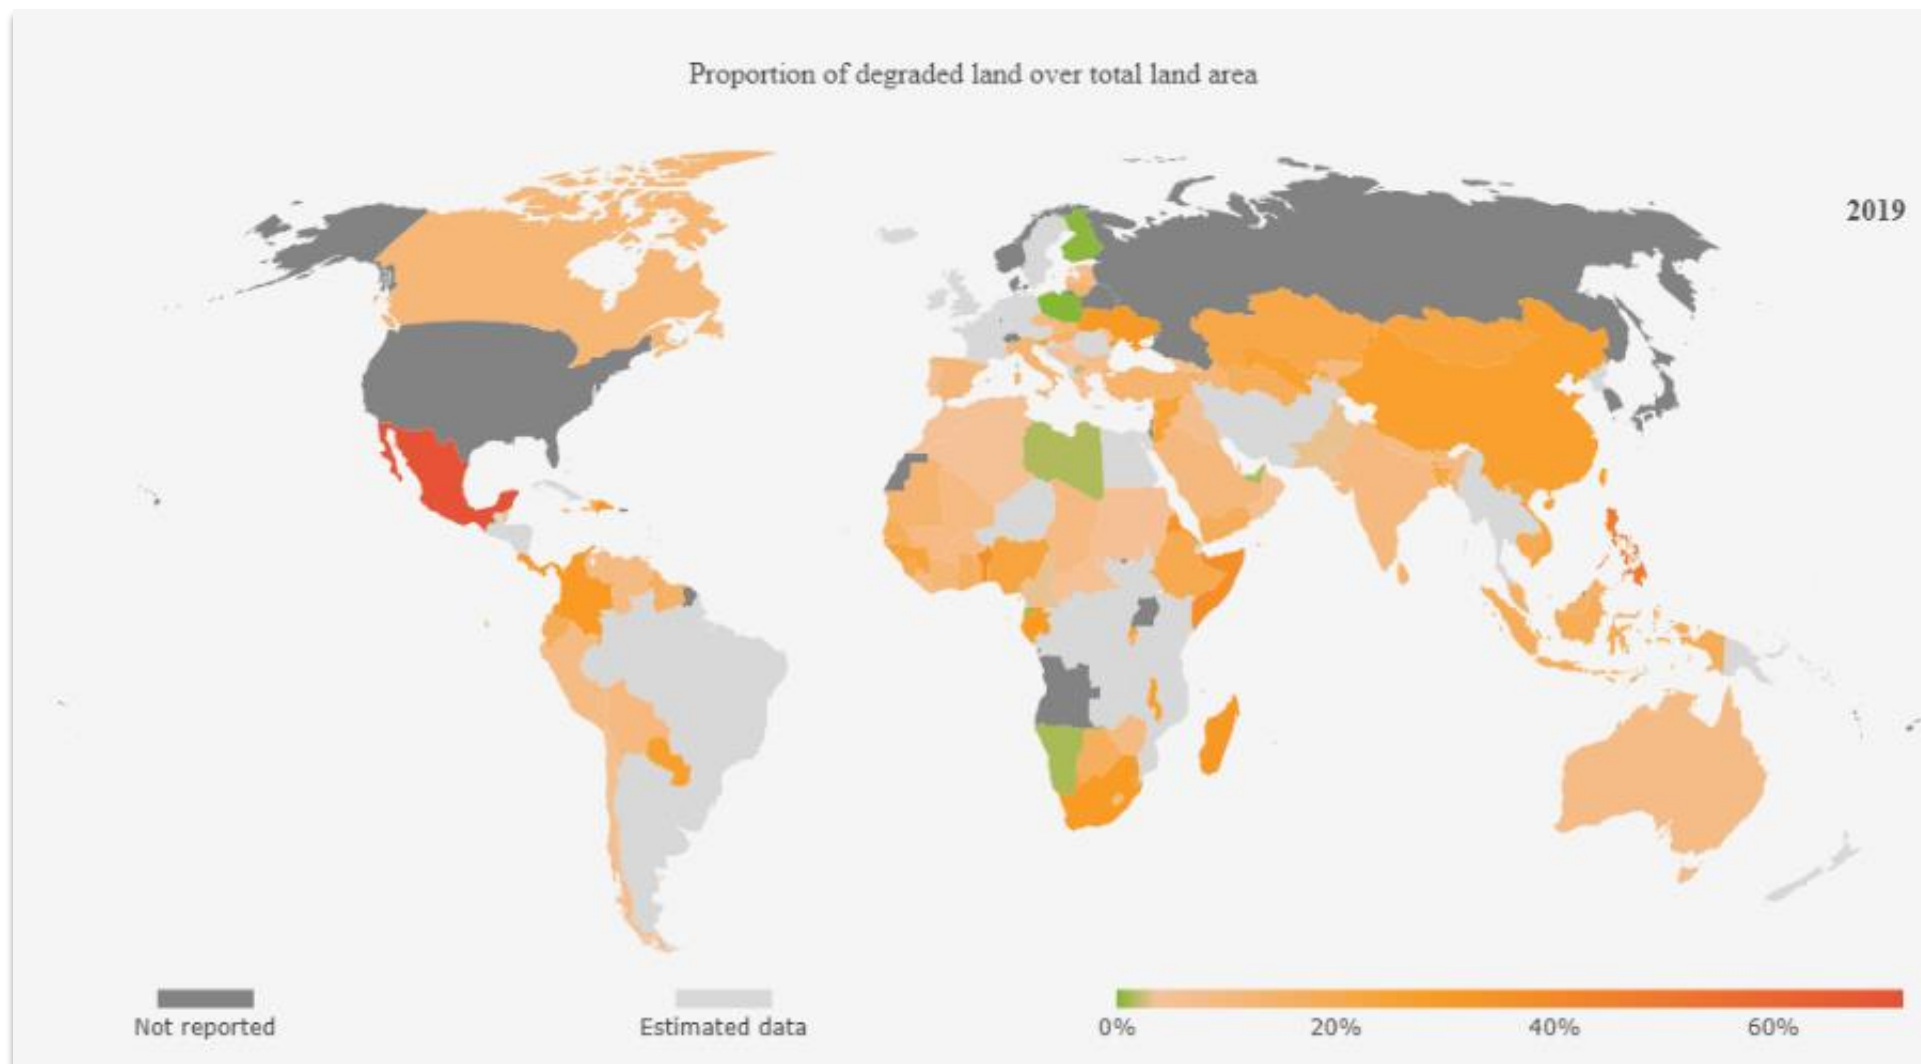 Proportion of degraded land over total land area
2019
Not reported
Estimated data
0%
20%
40%
60%